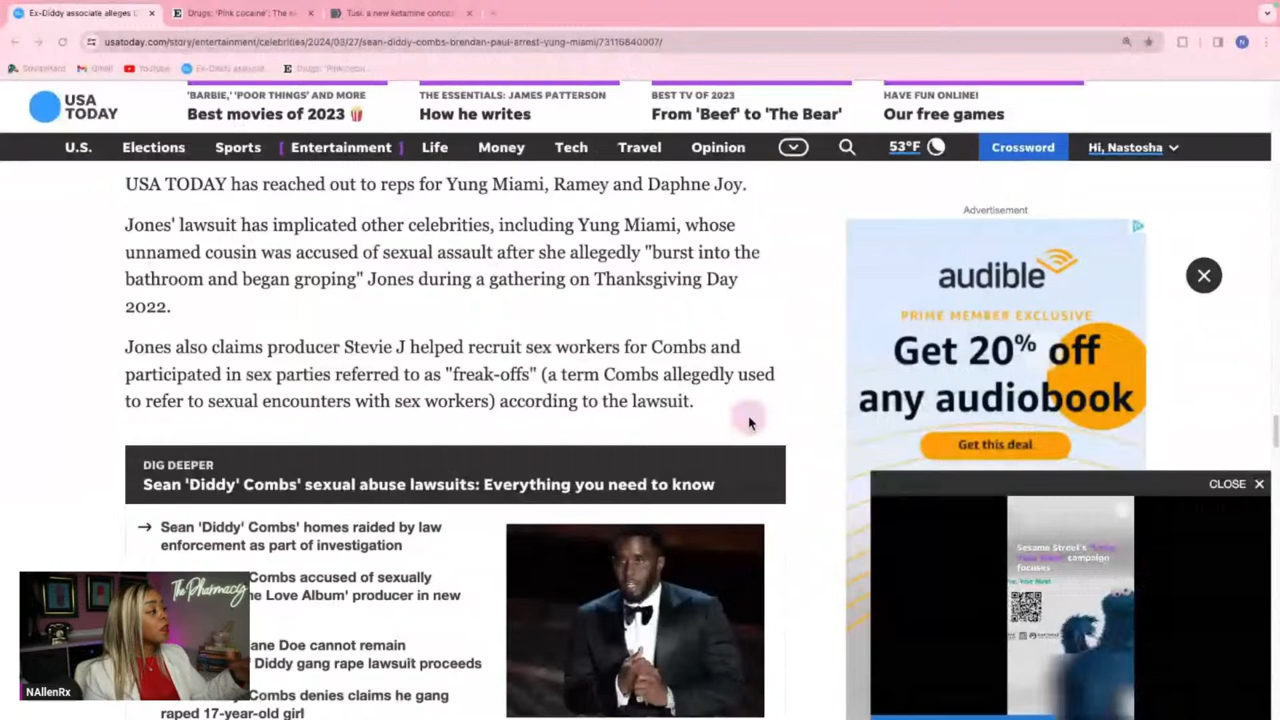 Ex-Diddy associate alleges
Drugs: 'Pink cocaine': The
Tusi, a new ketamine
usatoday.com/story/entertainment/celebrities/2024/03/27/sean-diddy-combs-brendan-paul-arrest-yung-miami/73116840007/
Gmail
YouTube
USA
TODAY
'BARBIE,' 'POOR THINGS' AND MORE
Best movies of 2023
THE ESSENTIALS: JAMES PATTERSON
How he writes
BEST TV OF 2023
From 'Beef' to 'The Bear'
HAVE FUN ONLINE!
Our free games
U.S. Elections Sports [ Entertainment ] Life Money Tech Travel Opinion 53°F Crossword Hi, Nastosha
USA TODAY has reached out to reps for Yung Miami, Ramey and Daphne Joy.
Jones' lawsuit has implicated other celebrities, including Yung Miami, whose
unnamed cousin was accused of sexual assault after she allegedly "burst into the
bathroom and began groping" Jones during a gathering on Thanksgiving Day
2022.
Jones also claims producer Stevie J helped recruit sex workers for Combs and
participated in sex parties referred to as "freak-offs" (a term Combs allegedly used
to refer to sexual encounters with sex workers) according to the lawsuit.
DIG DEEPER
Sean 'Diddy' Combs' sexual abuse lawsuits: Everything you need to know
→ Sean 'Diddy' Combs' homes raided by law
enforcement as part of investigation
Combs accused of sexually
Love Album' producer in new
Jane Doe cannot remain
Diddy gang rape lawsuit proceeds
Combs denies claims he gang
raped 17-year-old girl
The Pharmacy
NAllenRx
Advertisement
audible
PRIME MEMBER EXCLUSIVE
Get 20% off
any audiobook
Get this deal
CLOSE ×
Sesame Street's
campaign
focuses